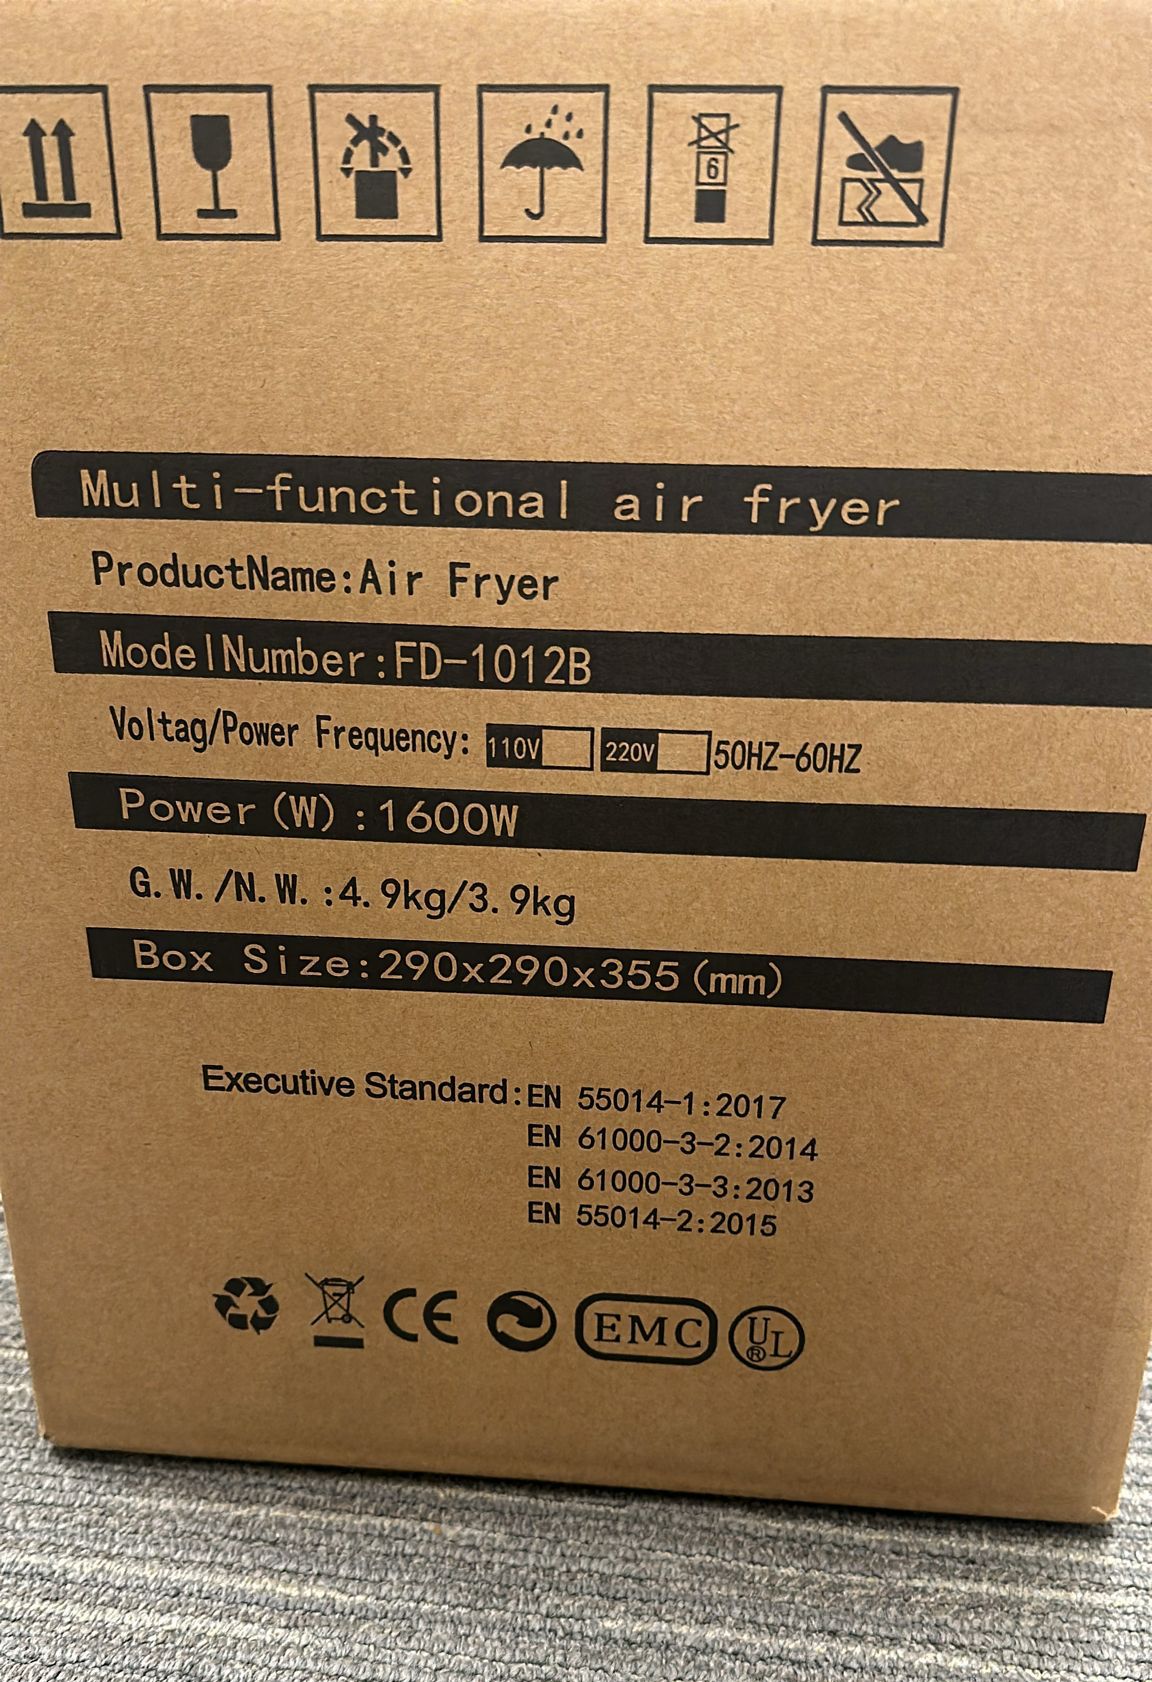 6
Multi-functional air fryer
ProductName:Air Fryer
ModelNumber:FD-1012B
Voltag/Power Frequency: 110V 220V 50HZ-60HZ
Power(W):1600W
G.W./N.W.:4.9kg/3.9kg
Box Size:290x290x355(mm)
Executive Standard:EN 55014-1:2017
EN 61000-3-2:2014
EN 61000-3-3:2013
EN 55014-2:2015
CE EMC UL®